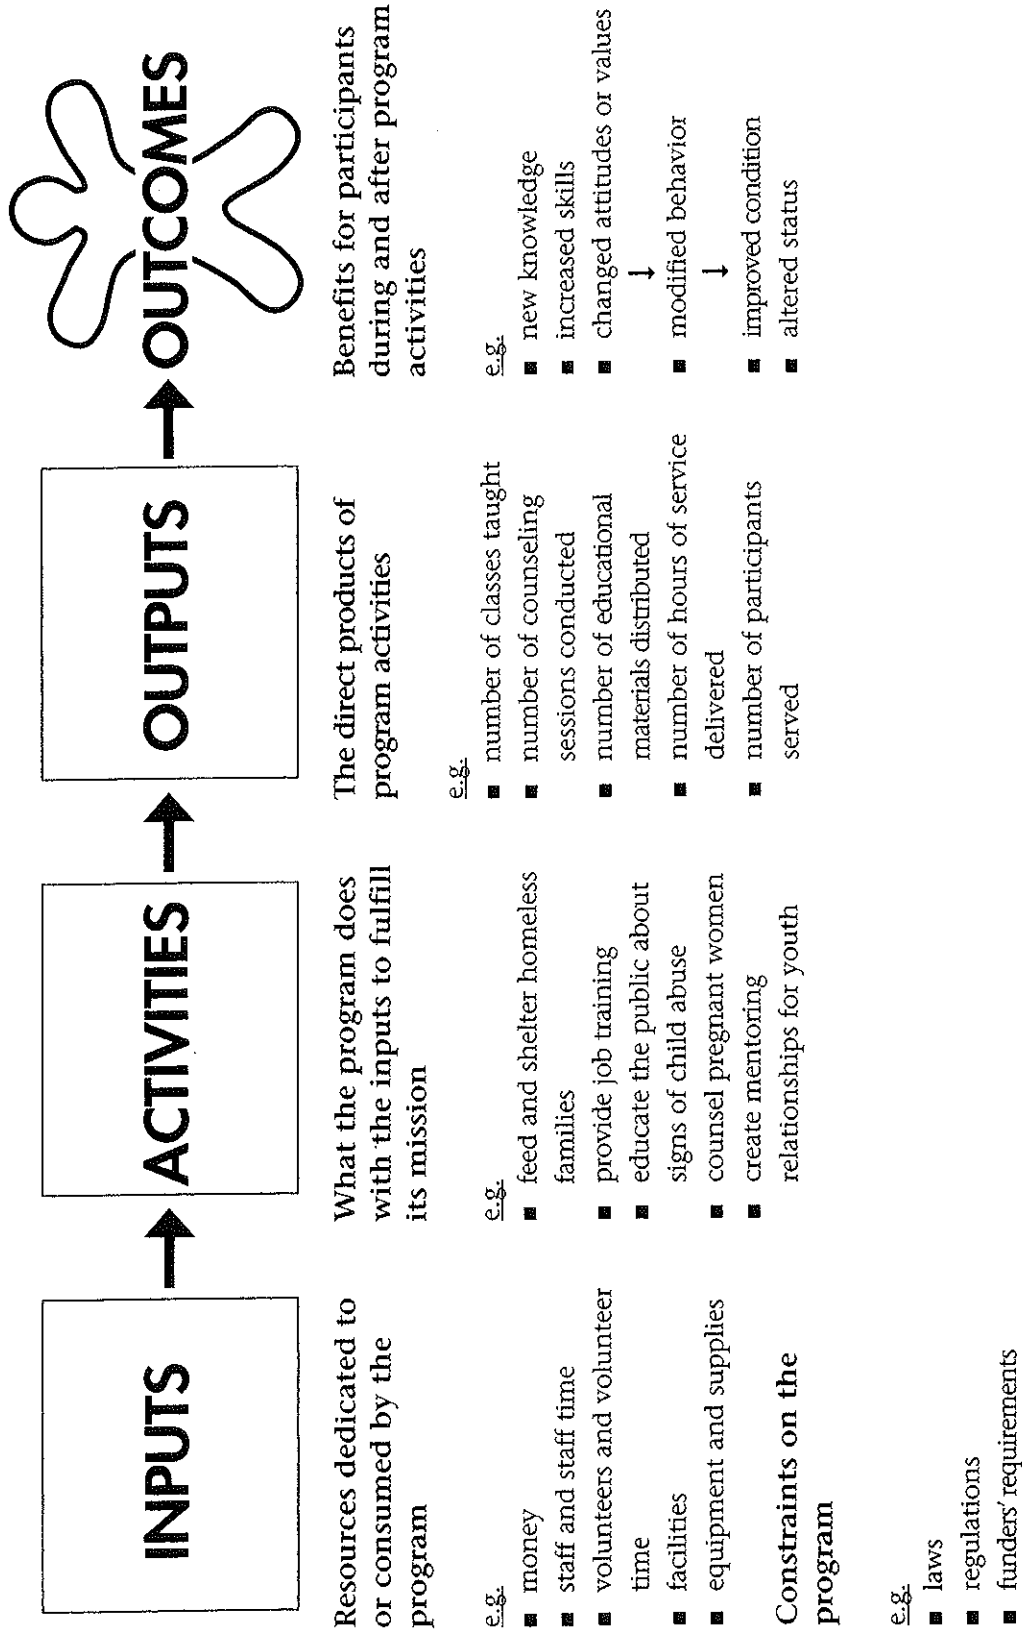 INPUTS
Resources dedicated to
or consumed by the
program
e.g.
■ money
■ staff and staff time
■ volunteers and volunteer
time
■ facilities
■ equipment and supplies
Constraints on the
program
e.g.
■ laws
■ regulations
■ funders' requirements
ACTIVITIES
What the program does
with the inputs to fulfill
its mission
e.g.
■ feed and shelter homeless
families
■ provide job training
■ educate the public about
signs of child abuse
■ counsel pregnant women
■ create mentoring
relationships for youth
OUTPUTS
The direct products of
program activities
e.g.
■ number of classes taught
■ number of counseling
sessions conducted
■ number of educational
materials distributed
■ number of hours of service
delivered
■ number of participants
served
OUTCOMES
Benefits for participants
during and after program
activities
e.g.
■ new knowledge
■ increased skills
■ changed attitudes or values
↓
■ modified behavior
↓
■ improved condition
■ altered status